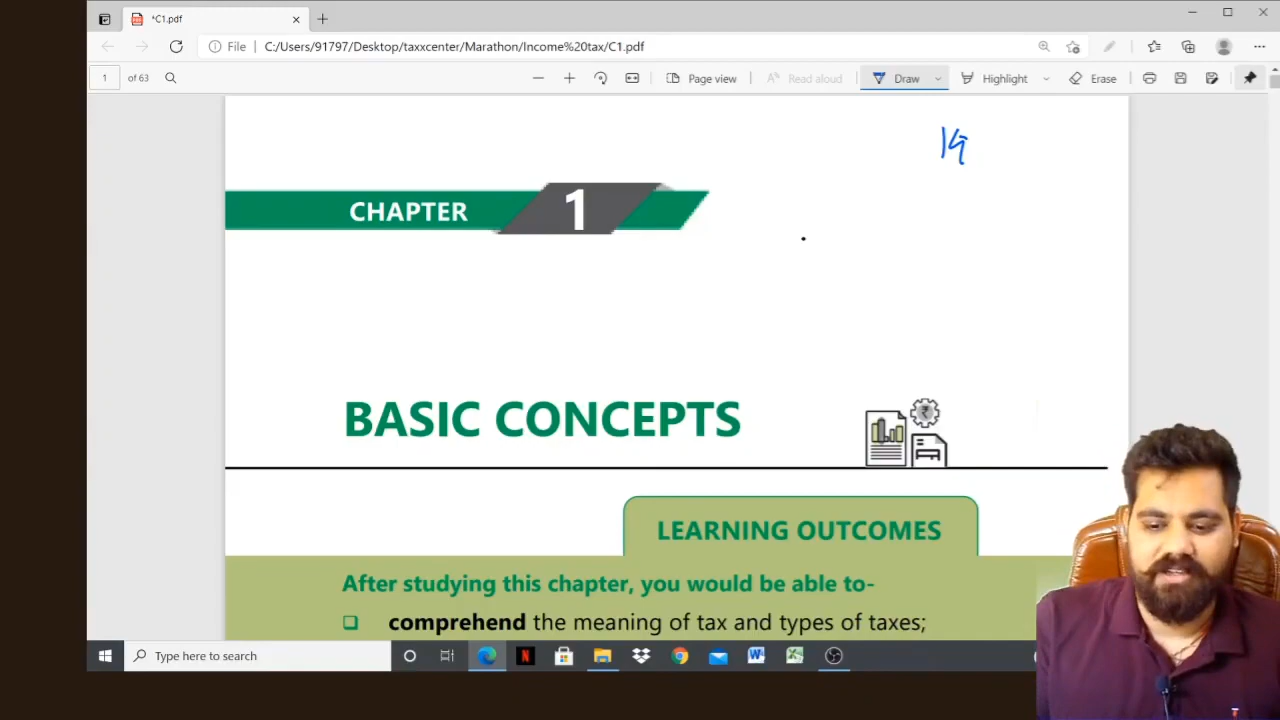 *C1.pdf
File
C:/Users/91797/Desktop/taxxcenter/Marathon/Income%20tax/C1.pdf
1 of 63
Page view
Read aloud
Draw
Highlight
Erase
19
CHAPTER 1
BASIC CONCEPTS
LEARNING OUTCOMES
After studying this chapter, you would be able to-
comprehend the meaning of tax and types of taxes;
Type here to search